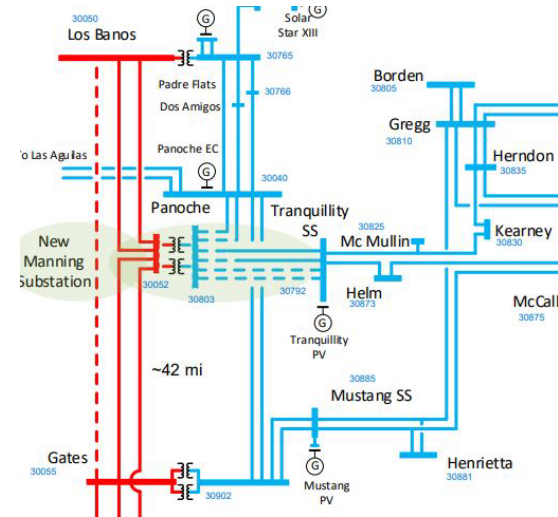 30050
Los Banos
G
Solar
Star XIII
G
30765
Padre Flats
30766
Dos Amigos
Borden
30805
Gregg
30810
Panoche EC
G
o Las Aguilas
30040
Herndon
30835
Panoche
Tranquillity
SS
30825
Mc Mullin
Kearney
30830
New
Manning
Substation
30052
30803
30792
Helm
30873
McCall
30875
G
Tranquillity
PV
~42 mi
30885
Mustang SS
Gates
30055
30902
G
Mustang
PV
Henrietta
30881